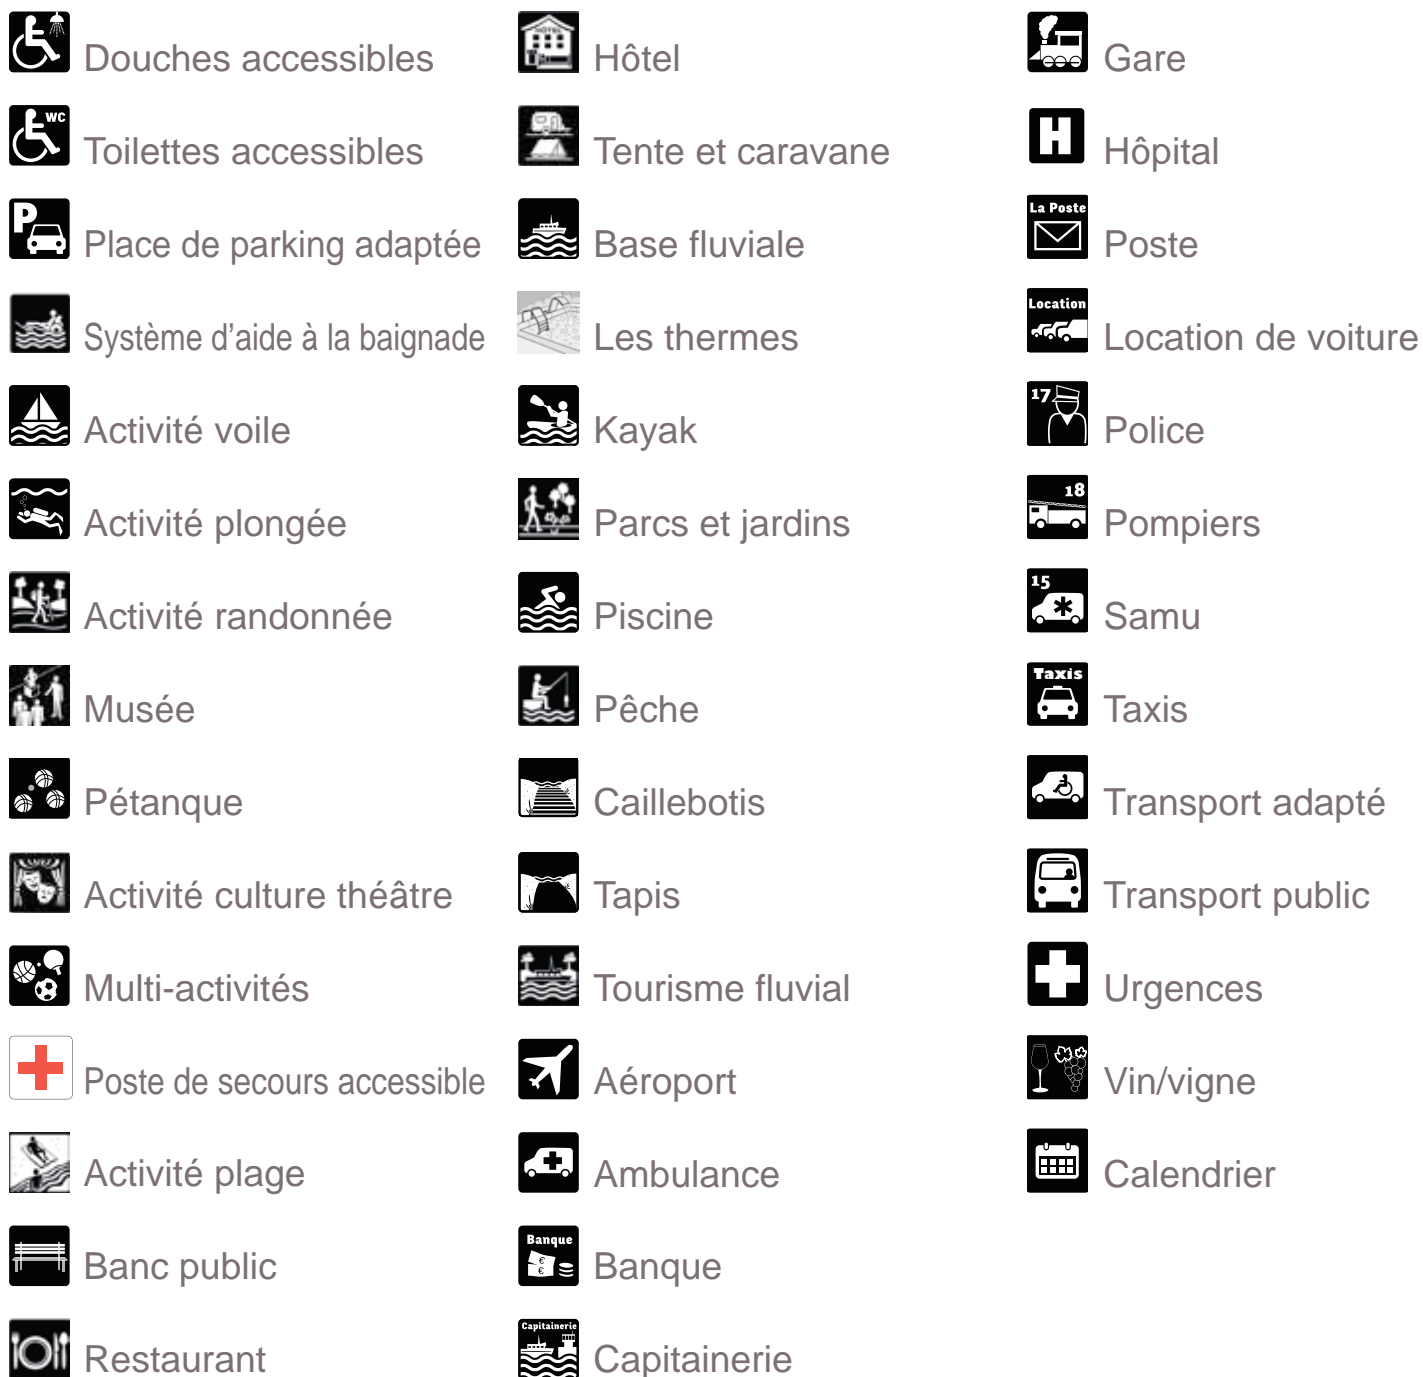 Douches accessibles
WC
Toilettes accessibles
P
Place de parking adaptée
Système d'aide à la baignade
Activité voile
Activité plongée
Activité randonnée
Musée
Pétanque
Activité culture théâtre
Multi-activités
Poste de secours accessible
Activité plage
Banc public
Restaurant
HOTEL
Hôtel
Tente et caravane
Base fluviale
Les thermes
Kayak
Parcs et jardins
Piscine
Pêche
Caillebotis
Tapis
Tourisme fluvial
Aéroport
Ambulance
Banque
€
€
Banque
Capitainerie
Capitainerie
Gare
H
Hôpital
La Poste
Poste
Location
Location de voiture
17
Police
18
Pompiers
15
Samu
Taxis
Taxis
Transport adapté
Transport public
Urgences
Vin/vigne
Calendrier